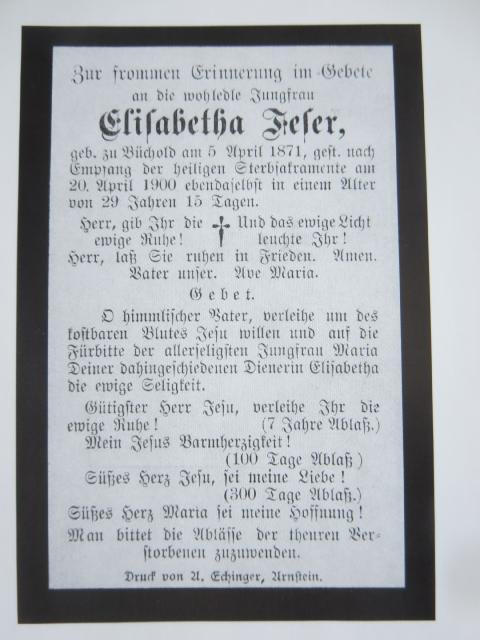 Zur frommen Erinnerung im Gebete
an die wohledle Jungfrau
Elisabetha Feser,
geb. zu Büchold am 5 April 1871, gest. nach
Empfang der heiligen Sterbsakramente am
20. April 1900 ebendaselbst in einem Alter
von 29 Jahren 15 Tagen.
Herr, gib Ihr die † Und das ewige Licht
ewige Ruhe! leuchte Ihr!
Herr, laß Sie ruhen in Frieden. Amen.
Vater unser. Ave Maria.
Gebet.
O himmlischer Vater, verleihe um des
kostbaren Blutes Jesu willen und auf die
Fürbitte der allerseligsten Jungfrau Maria
Deiner dahingeschiedenen Dienerin Elisabetha
die ewige Seligkeit.
Gütigster Herr Jesu, verleihe Ihr die
ewige Ruhe! (7 Jahre Ablaß.)
Mein Jesus Barmherzigkeit!
(100 Tage Ablaß)
Süßes Herz Jesu, sei meine Liebe!
(300 Tage Ablaß.)
Süßes Herz Maria sei meine Hoffnung!
Man bittet die Ablässe der theuren Ver-
storbenen zuzuwenden.
Druck von A. Echinger, Arnstein.